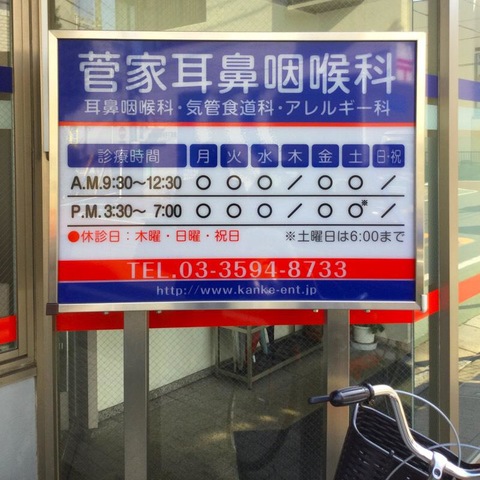 菅家耳鼻咽喉科
耳鼻咽喉科・気管食道科・アレルギー科
診療時間 月 火 水 木 金 土 日・祝
A.M.9:30〜12:30 ○ ○ ○ ／ ○ ○ ／
P.M.3:30〜 7:00 ○ ○ ○ ／ ○ ○※ ／
●休診日：木曜・日曜・祝日 ※土曜日は6:00まで
TEL.03-3594-8733
http://www.kanke-ent.jp